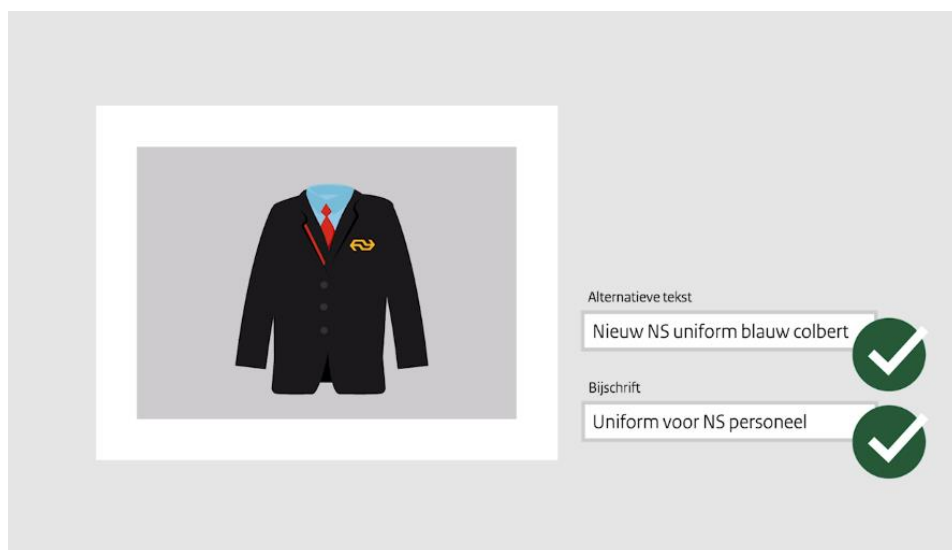 Alternatieve tekst
Nieuw NS uniform blauw colbert
Bijschrift
Uniform voor NS personeel